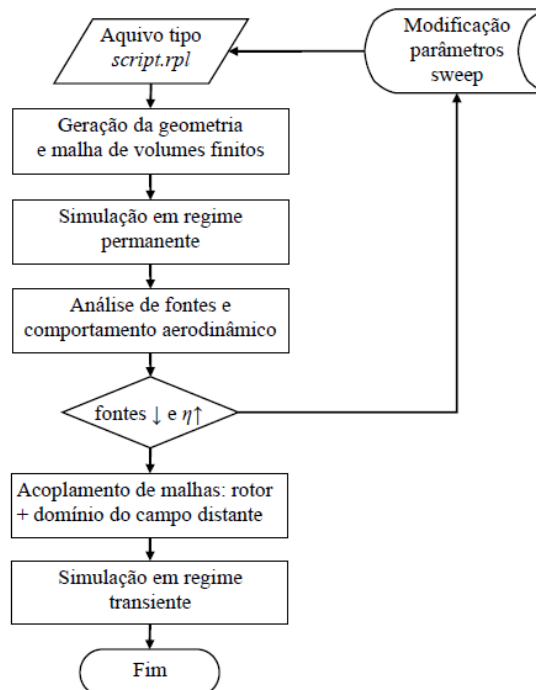 Aquivo tipo
script.rpl
Modificação
parâmetros
sweep
Geração da geometria
e malha de volumes finitos
Simulação em regime
permanente
Análise de fontes e
comportamento aerodinâmico
fontes ↓ e η↑
Acoplamento de malhas: rotor
+ domínio do campo distante
Simulação em regime
transiente
Fim